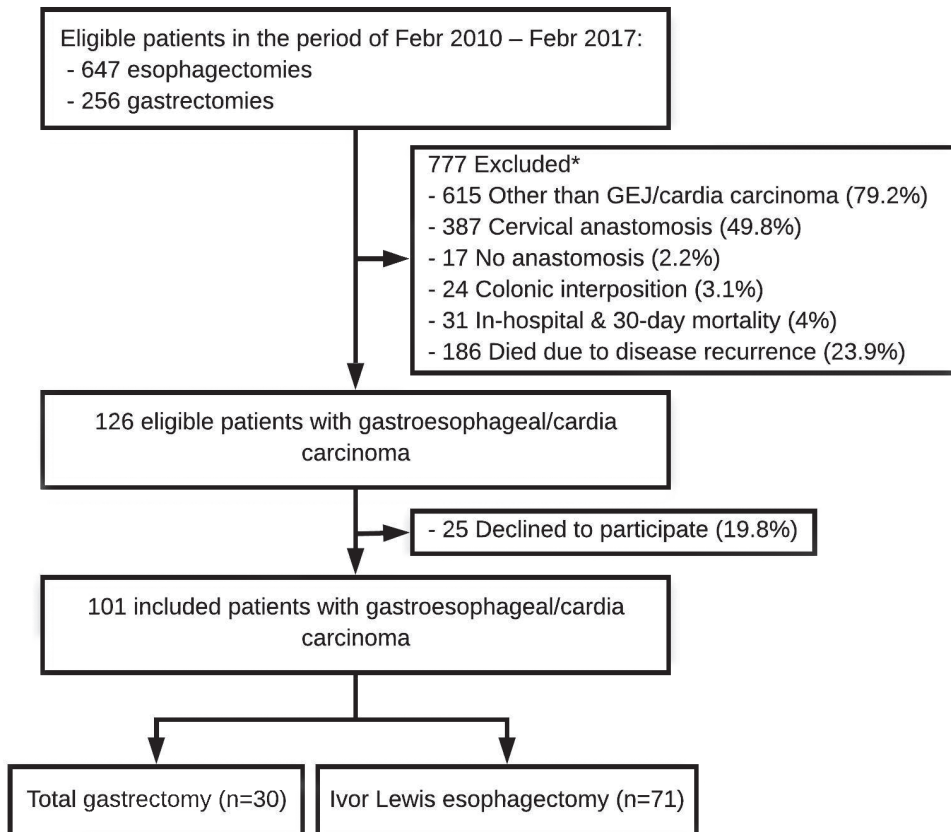 Eligible patients in the period of Febr 2010 – Febr 2017:
- 647 esophagectomies
- 256 gastrectomies
777 Excluded*
- 615 Other than GEJ/cardia carcinoma (79.2%)
- 387 Cervical anastomosis (49.8%)
- 17 No anastomosis (2.2%)
- 24 Colonic interposition (3.1%)
- 31 In-hospital & 30-day mortality (4%)
- 186 Died due to disease recurrence (23.9%)
126 eligible patients with gastroesophageal/cardia
carcinoma
- 25 Declined to participate (19.8%)
101 included patients with gastroesophageal/cardia
carcinoma
Total gastrectomy (n=30)
Ivor Lewis esophagectomy (n=71)